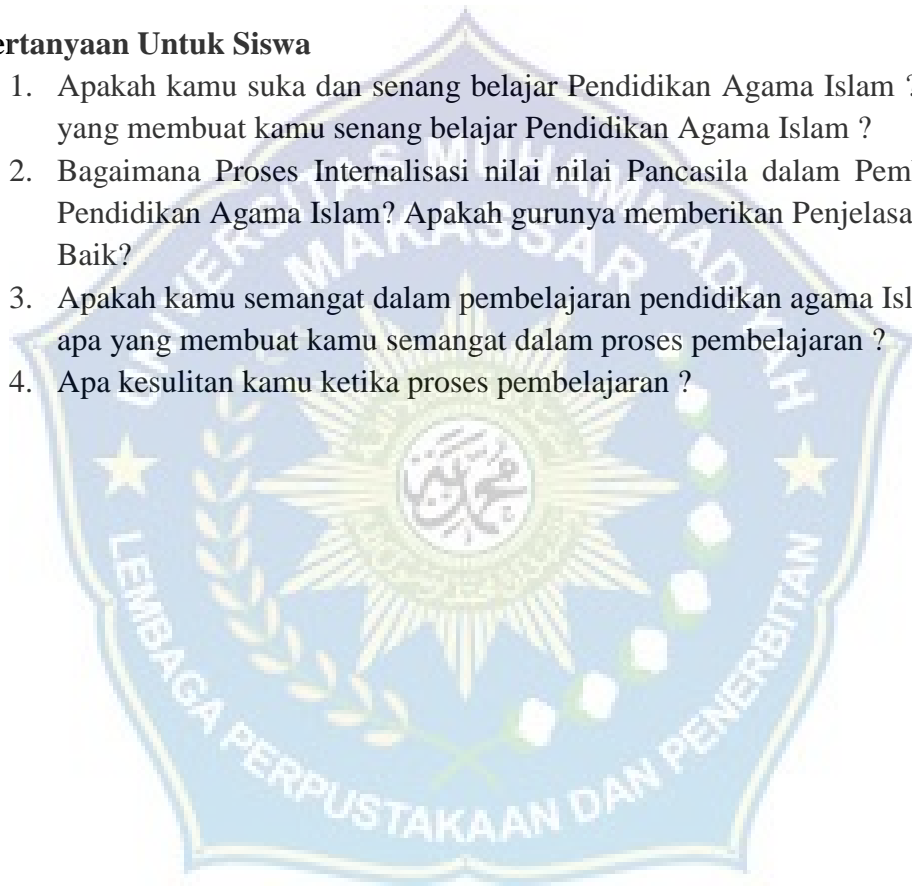 ertanyaan Untuk Siswa
1. Apakah kamu suka dan senang belajar Pendidikan Agama Islam ?
yang membuat kamu senang belajar Pendidikan Agama Islam ?
2. Bagaimana Proses Internalisasi nilai nilai Pancasila dalam Pem
Pendidikan Agama Islam? Apakah gurunya memberikan Penjelasa
Baik?
3. Apakah kamu semangat dalam pembelajaran pendidikan agama Isl
apa yang membuat kamu semangat dalam proses pembelajaran ?
4. Apa kesulitan kamu ketika proses pembelajaran ?
UNIVERSITAS MUHAMMADIYAH
MAKASSAR
LEMBAGA PERPUSTAKAAN DAN PENERBITAN